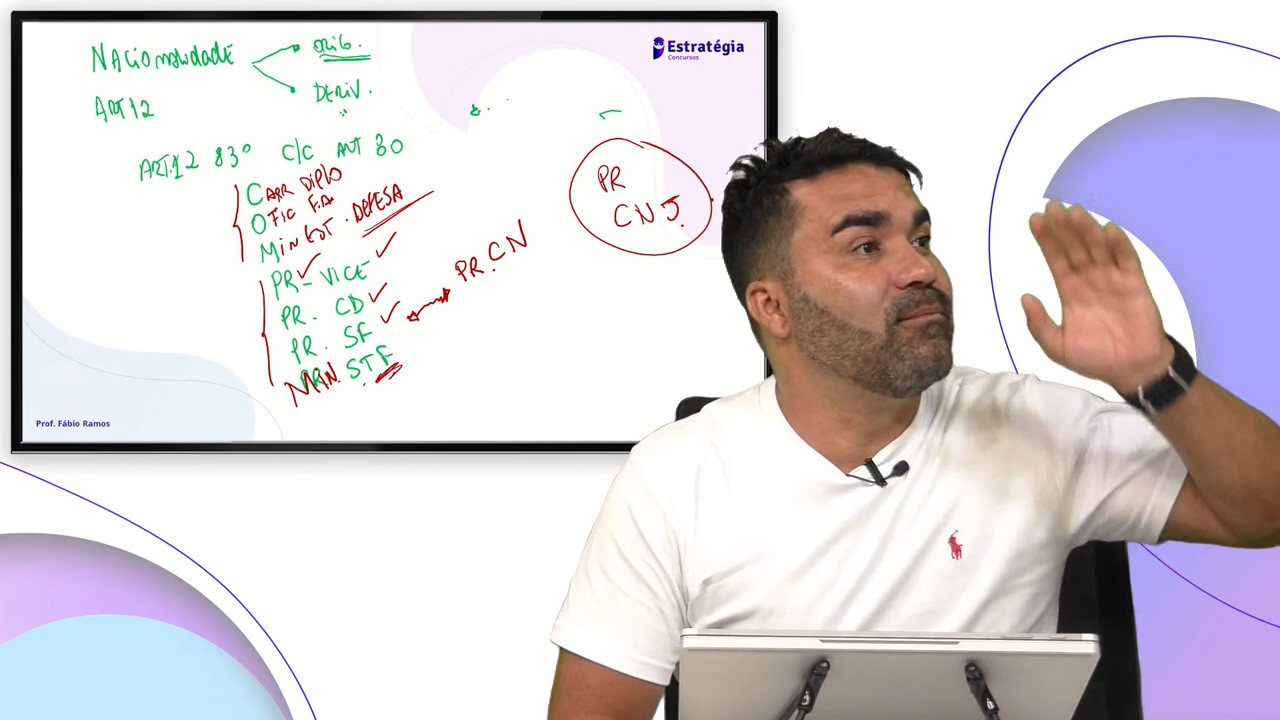 NACionalidade
ORIG.
DERIV.
ART 12
ART.12 §3º C/C ART 80
CARR DIPLO
OFIC F.A
MIN EST. DEFESA
PR - VICE
PR. CD
PR. SF
MIN. STF
PR.CN
PR
CNJ
Estratégia
Concursos
Prof. Fábio Ramos